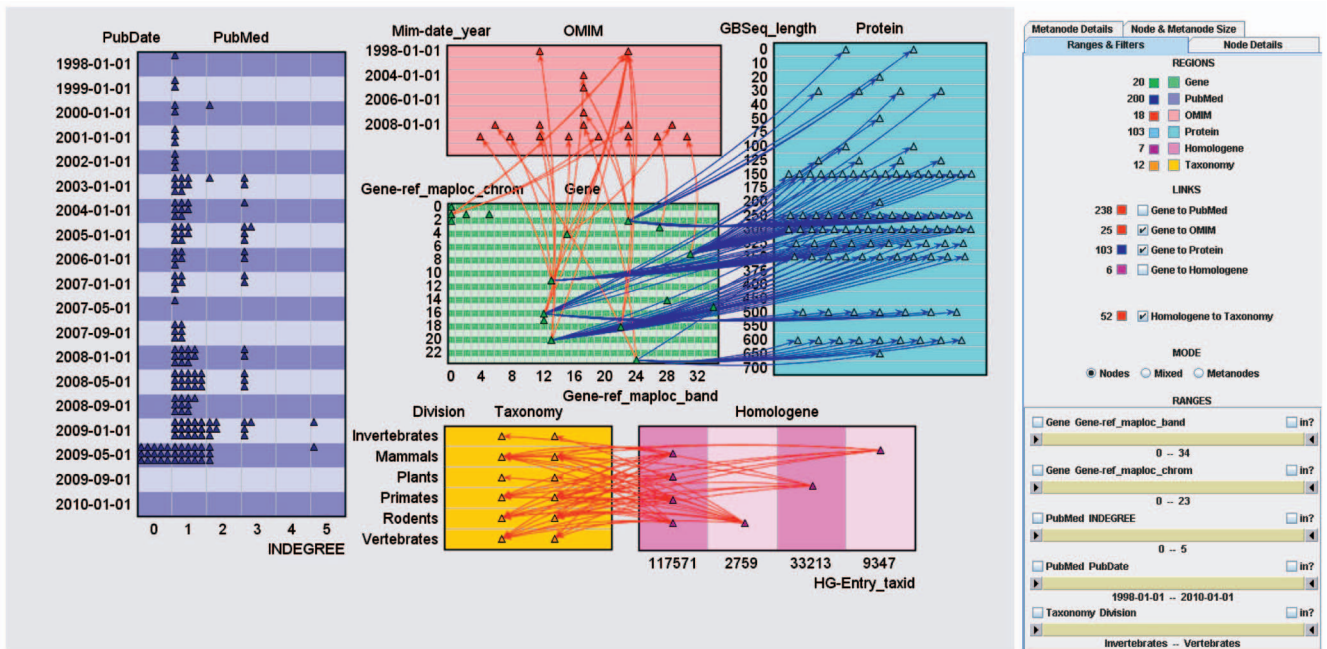 PubDate PubMed
1998-01-01
1999-01-01
2000-01-01
2001-01-01
2002-01-01
2003-01-01
2004-01-01
2005-01-01
2006-01-01
2007-01-01
2007-05-01
2007-09-01
2008-01-01
2008-05-01
2008-09-01
2009-01-01
2009-05-01
2009-09-01
2010-01-01
0 1 2 3 4 5
INDEGREE
Mim-date_year OMIM
1998-01-01
2004-01-01
2006-01-01
2008-01-01
Gene-ref_maploc_chrom Gene
0
2
4
6
8
10
12
14
16
18
20
22
0 4 8 12 16 20 24 28 32
Gene-ref_maploc_band
GBSeq_length Protein
0
10
20
30
40
50
75
100
125
150
175
200
250
300
325
350
375
400
450
500
550
600
650
700
Division Taxonomy
Invertebrates
Mammals
Plants
Primates
Rodents
Vertebrates
Homologene
117571 2759 33213 9347
HG-Entry_taxid
Metanode Details Node & Metanode Size
Ranges & Filters Node Details
REGIONS
20 Gene
200 PubMed
18 OMIM
103 Protein
7 Homologene
12 Taxonomy
LINKS
238 Gene to PubMed
25 Gene to OMIM
103 Gene to Protein
6 Gene to Homologene
52 Homologene to Taxonomy
MODE
Nodes Mixed Metanodes
RANGES
Gene Gene-ref_maploc_band in?
0 -- 34
Gene Gene-ref_maploc_chrom in?
0 -- 23
PubMed INDEGREE in?
0 -- 5
PubMed PubDate in?
1998-01-01 -- 2010-01-01
Taxonomy Division in?
Invertebrates -- Vertebrates